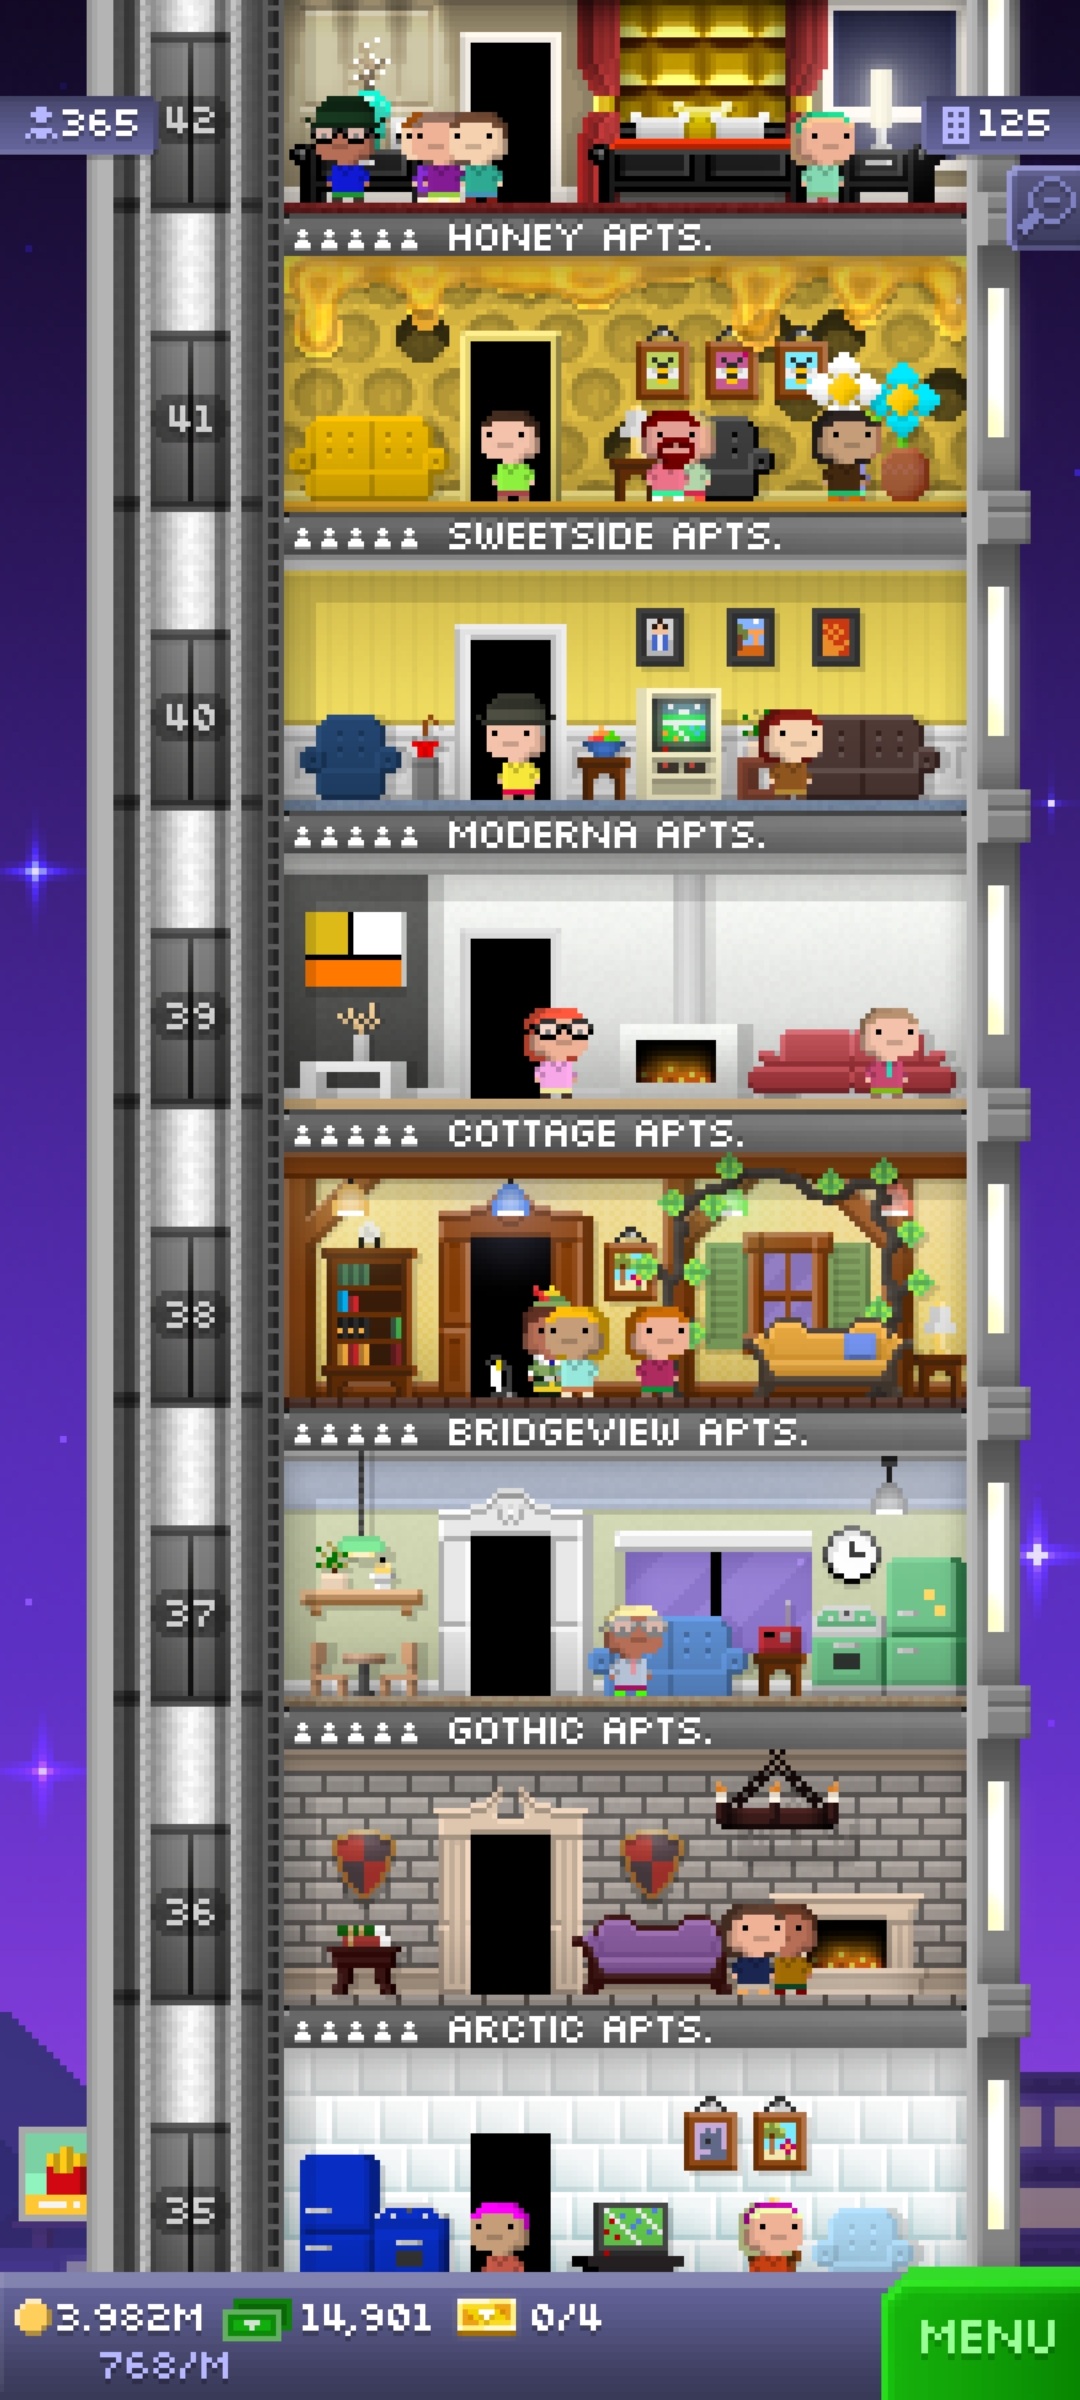 365
42
125
HONEY APTS.
41
SWEETSIDE APTS.
40
MODERNA APTS.
39
COTTAGE APTS.
38
BRIDGEVIEW APTS.
37
GOTHIC APTS.
36
ARCTIC APTS.
35
3.982M 14,901 0/4
768/M
MENU